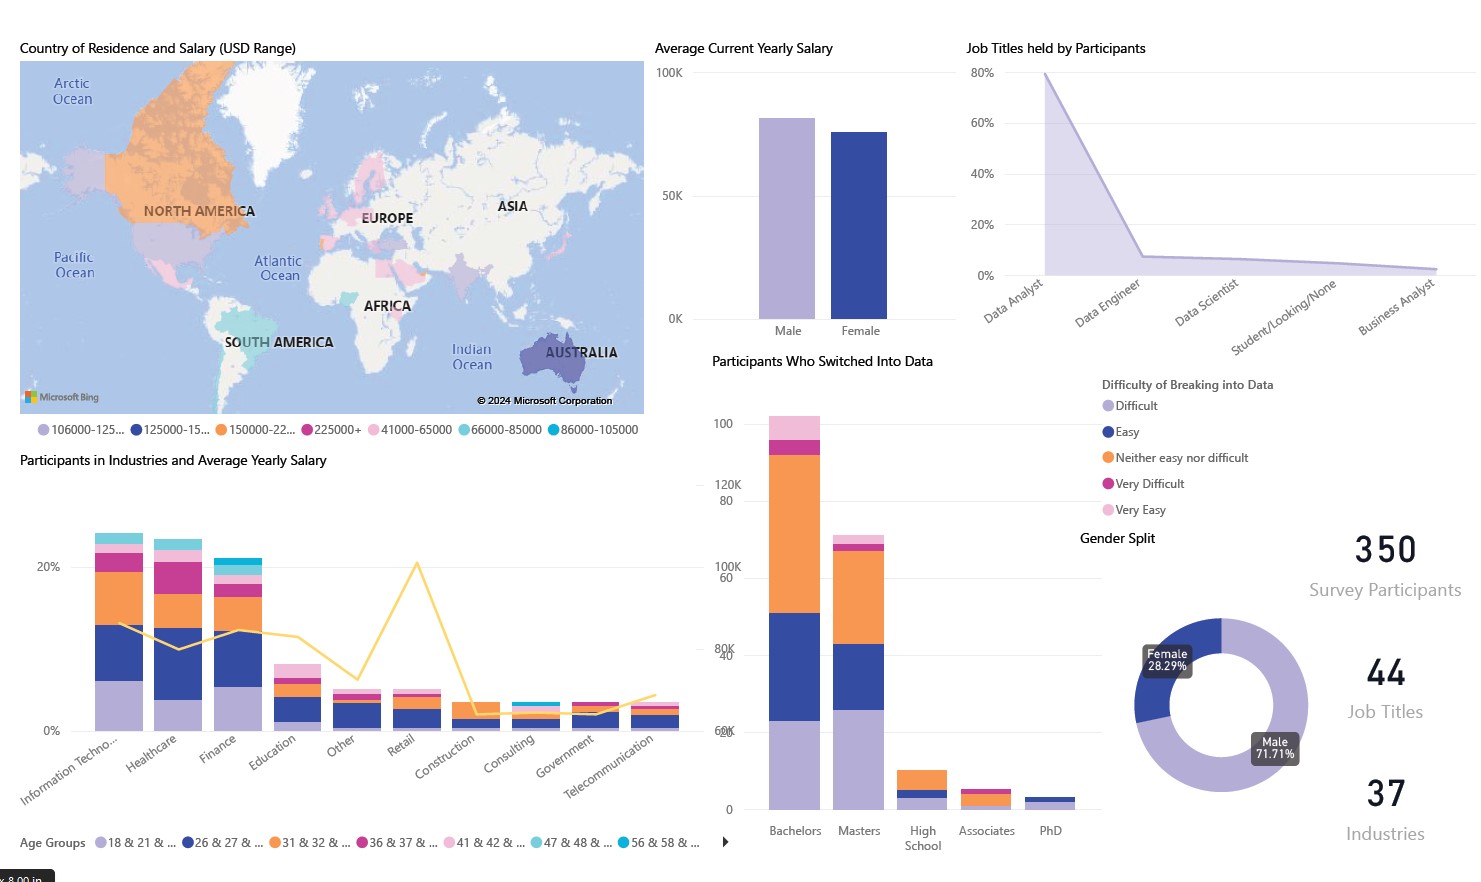 Country of Residence and Salary (USD Range)
Arctic
Ocean
NORTH AMERICA
EUROPE
ASIA
Pacific
Ocean
Atlantic
Ocean
AFRICA
SOUTH AMERICA
Indian
Ocean
AUSTRALIA
Microsoft Bing
© 2024 Microsoft Corporation
106000-125... 125000-15... 150000-22... 225000+ 41000-65000 66000-85000 86000-105000
Average Current Yearly Salary
100K
50K
0K
Male Female
Job Titles held by Participants
80%
60%
40%
20%
0%
Data Analyst
Data Engineer
Data Scientist
Student/Looking/None
Business Analyst
Participants in Industries and Average Yearly Salary
20%
0%
120K
100K
80K
60K
Information Techno...
Healthcare
Finance
Education
Other
Retail
Construction
Consulting
Government
Telecommunication
Age Groups 18 & 21 & ... 26 & 27 & ... 31 & 32 & ... 36 & 37 & ... 41 & 42 & ... 47 & 48 & ... 56 & 58 & ...
Participants Who Switched Into Data
100
80
60
40
20
0
Bachelors Masters High School Associates PhD
Difficulty of Breaking into Data
Difficult
Easy
Neither easy nor difficult
Very Difficult
Very Easy
Gender Split
Female
28.29%
Male
71.71%
350
Survey Participants
44
Job Titles
37
Industries
x 8.00 in